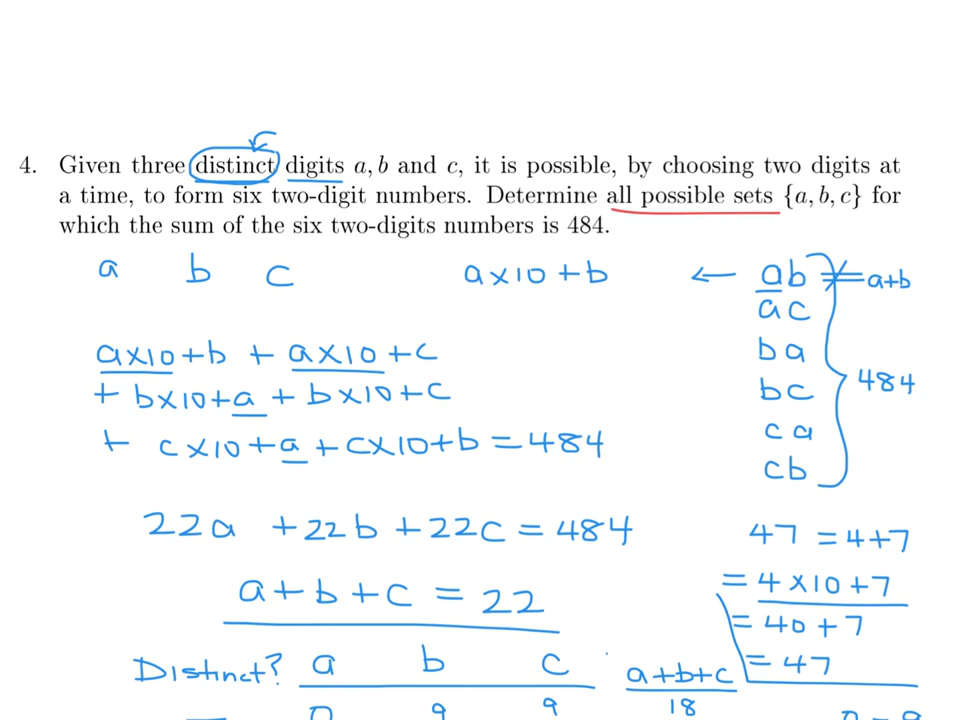 4. Given three distinct digits a, b and c, it is possible, by choosing two digits at
a time, to form six two-digit numbers. Determine all possible sets {a, b, c} for
which the sum of the six two-digits numbers is 484.
a b c a×10+b ← ab ≠ a+b
ac
a×10+b + a×10+c ba
+ b×10+a + b×10+c bc 484
+ c×10+a + c×10+b = 484 ca
cb
22a + 22b + 22c = 484 47 = 4+7
a + b + c = 22 = 4×10+7
= 40+7
Distinct? a b c a+b+c = 47
0 9 9 18 0 - 9